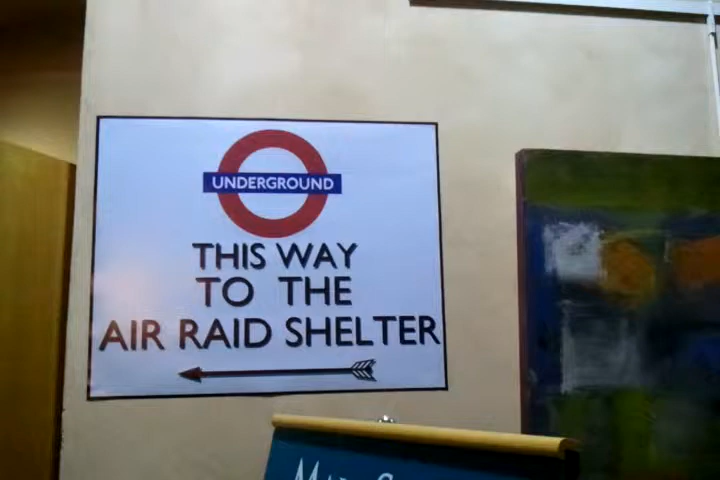 UNDERGROUND
THIS WAY
TO THE
AIR RAID SHELTER